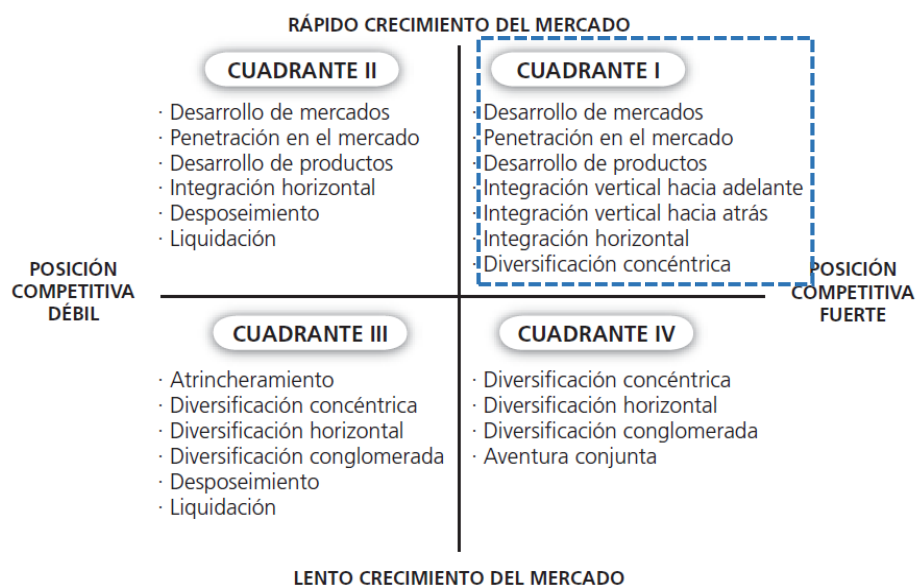 RÁPIDO CRECIMIENTO DEL MERCADO
CUADRANTE II
· Desarrollo de mercados
· Penetración en el mercado
· Desarrollo de productos
· Integración horizontal
· Desposeimiento
· Liquidación
CUADRANTE I
· Desarrollo de mercados
· Penetración en el mercado
· Desarrollo de productos
· Integración vertical hacia adelante
· Integración vertical hacia atrás
· Integración horizontal
· Diversificación concéntrica
POSICIÓN
COMPETITIVA
DÉBIL
POSICIÓN
COMPETITIVA
FUERTE
CUADRANTE III
· Atrincheramiento
· Diversificación concéntrica
· Diversificación horizontal
· Diversificación conglomerada
· Desposeimiento
· Liquidación
CUADRANTE IV
· Diversificación concéntrica
· Diversificación horizontal
· Diversificación conglomerada
· Aventura conjunta
LENTO CRECIMIENTO DEL MERCADO